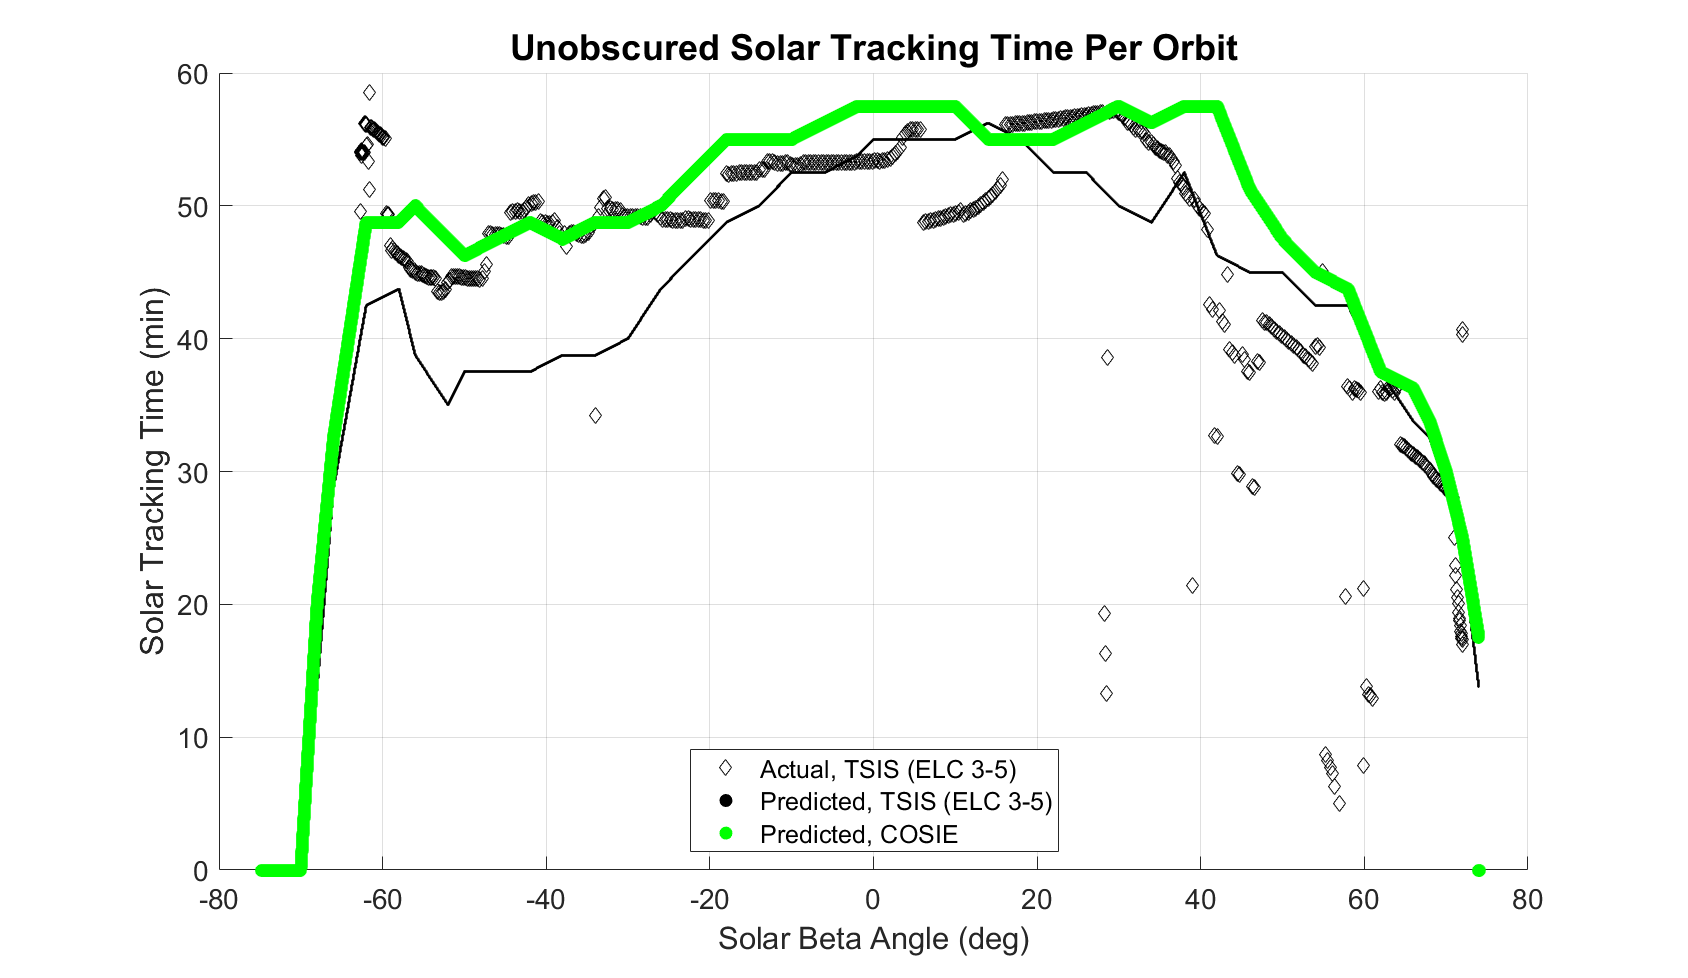 Unobscured Solar Tracking Time Per Orbit
60
50
40
30
20
10
0
Solar Tracking Time (min)
Actual, TSIS (ELC 3-5)
Predicted, TSIS (ELC 3-5)
Predicted, COSIE
-80 -60 -40 -20 0 20 40 60 80
Solar Beta Angle (deg)